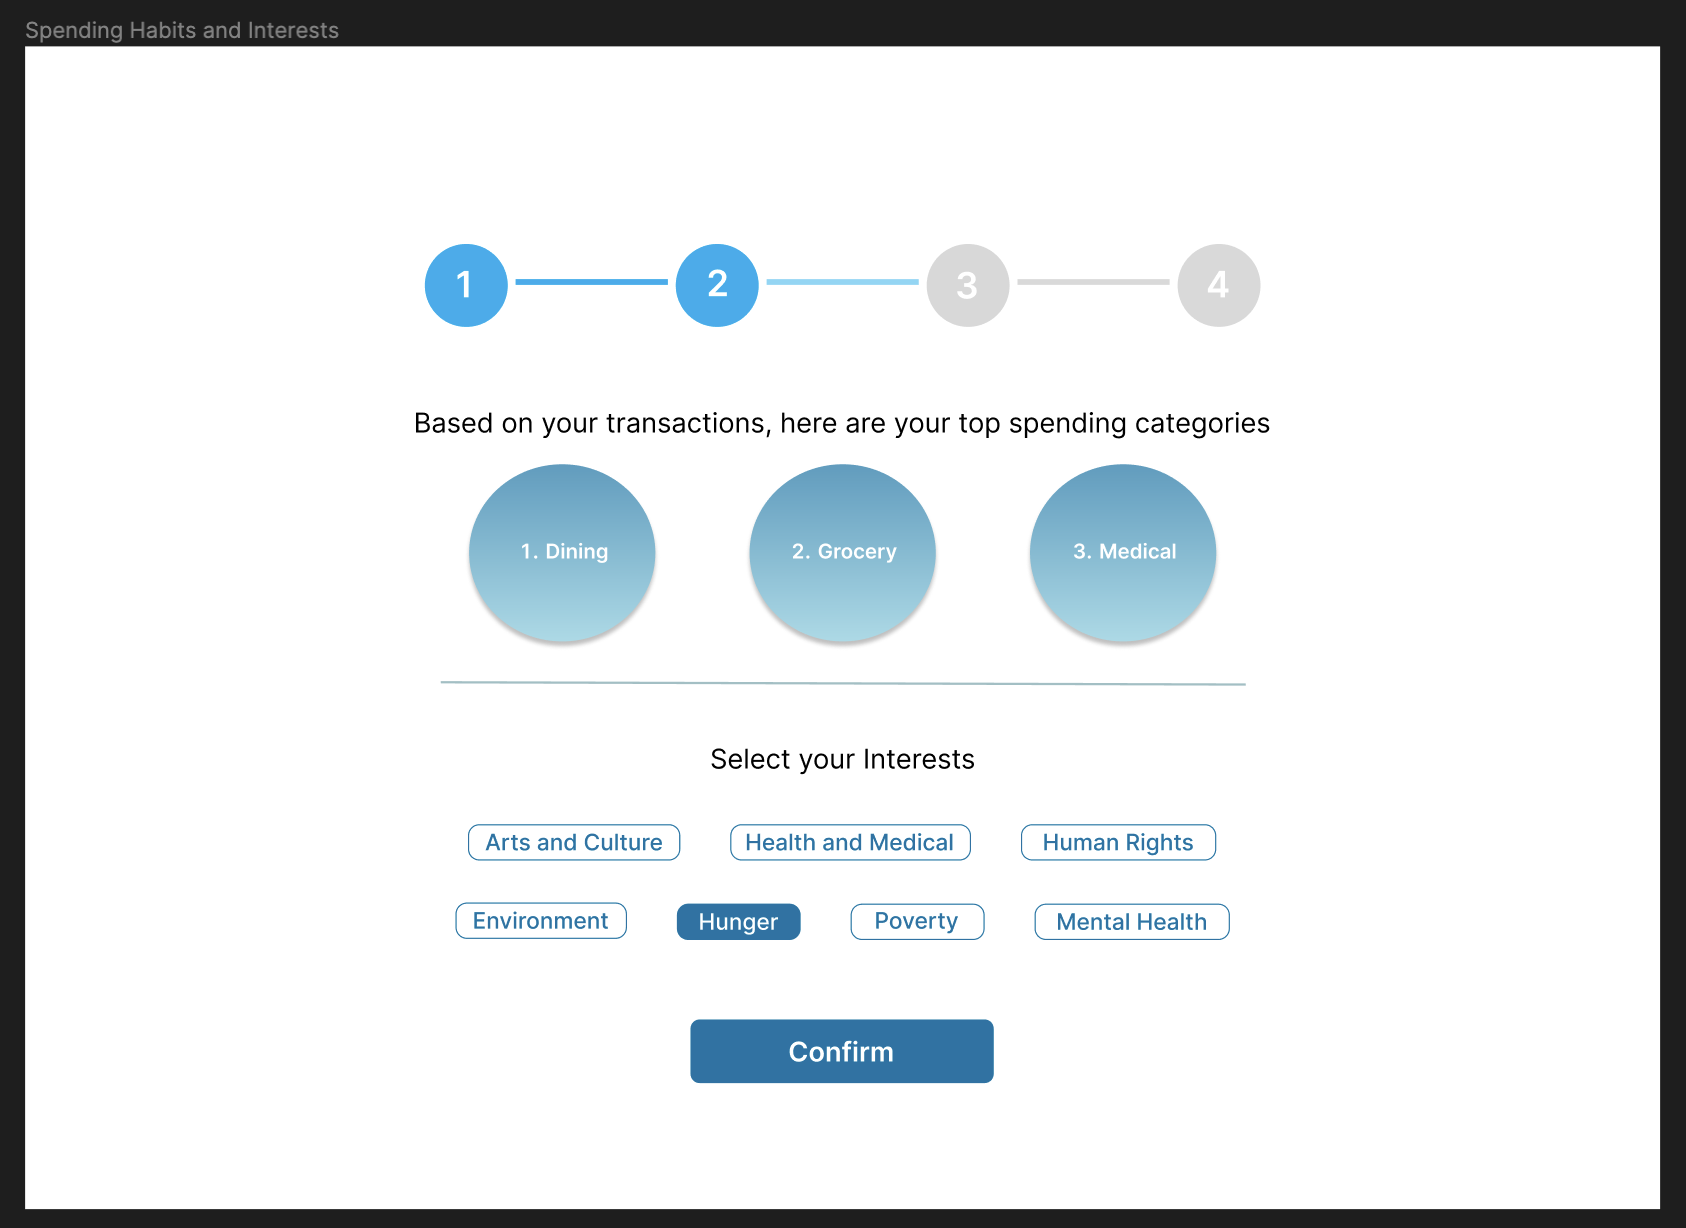 Spending Habits and Interests
1 2 3 4
Based on your transactions, here are your top spending categories
1. Dining 2. Grocery 3. Medical
Select your Interests
Arts and Culture Health and Medical Human Rights
Environment Hunger Poverty Mental Health
Confirm